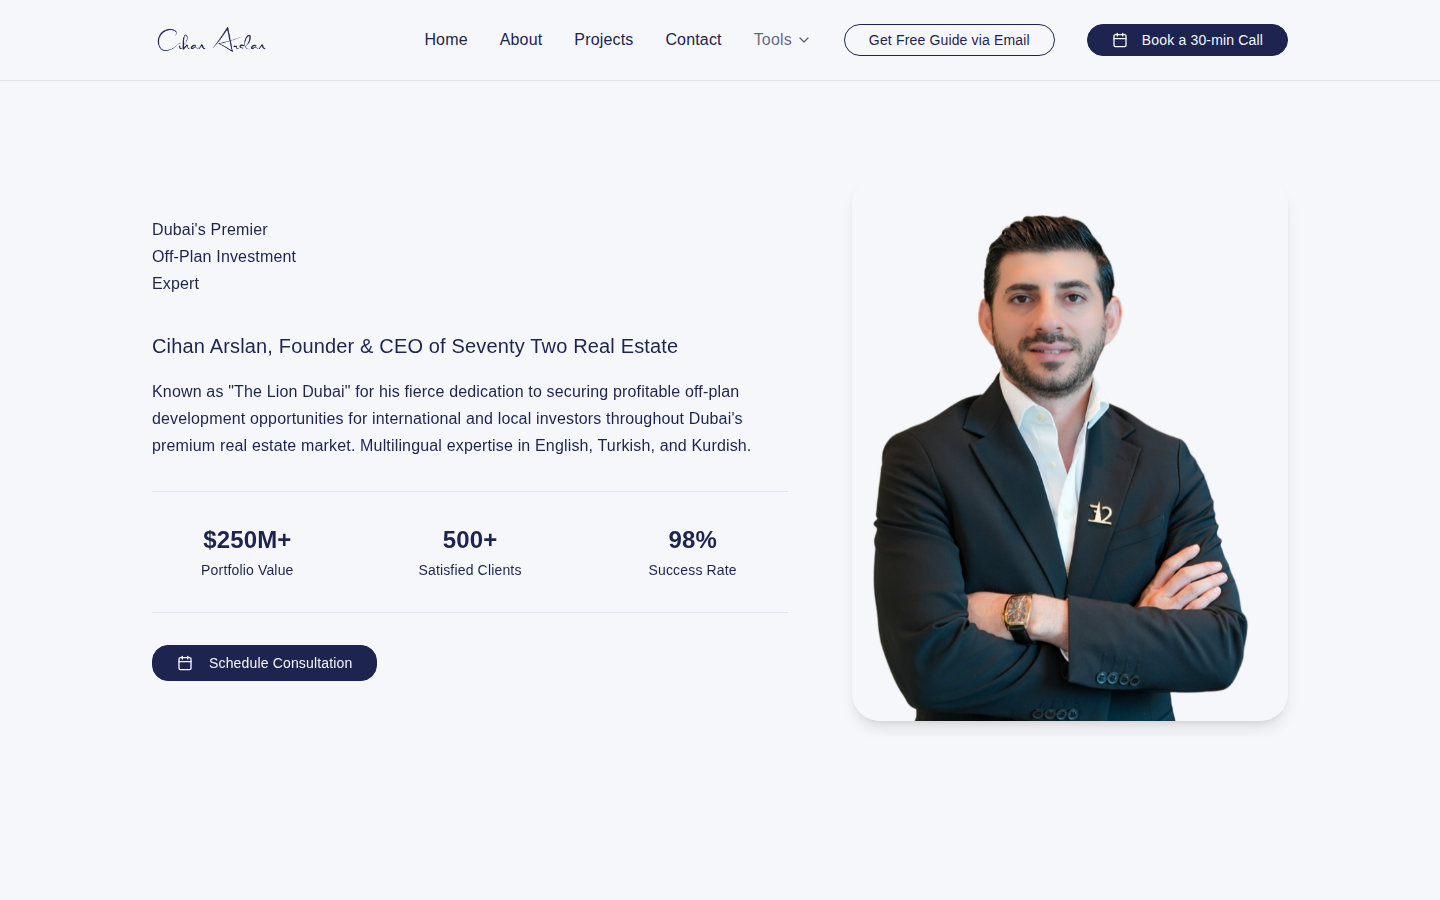 Cihan Arslan
Home
About
Projects
Contact
Tools
Get Free Guide via Email
Book a 30-min Call
Dubai's Premier
Off-Plan Investment
Expert
Cihan Arslan, Founder & CEO of Seventy Two Real Estate
Known as "The Lion Dubai" for his fierce dedication to securing profitable off-plan
development opportunities for international and local investors throughout Dubai's
premium real estate market. Multilingual expertise in English, Turkish, and Kurdish.
$250M+
Portfolio Value
500+
Satisfied Clients
98%
Success Rate
Schedule Consultation
72